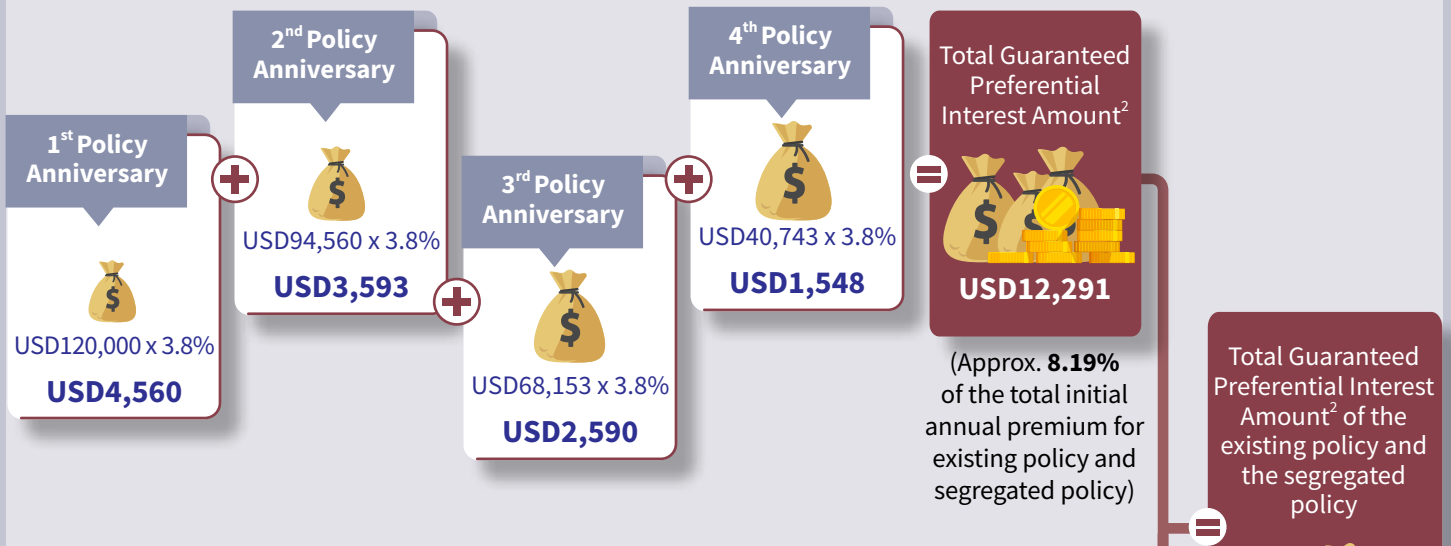 1st Policy
Anniversary
$
USD120,000 x 3.8%
USD4,560
2nd Policy
Anniversary
$
USD94,560 x 3.8%
USD3,593
3rd Policy
Anniversary
$
USD68,153 x 3.8%
USD2,590
4th Policy
Anniversary
$
USD40,743 x 3.8%
USD1,548
Total Guaranteed
Preferential
Interest Amount2
$ $
USD12,291
(Approx. 8.19%
of the total initial
annual premium for
existing policy and
segregated policy)
Total Guaranteed
Preferential Interest
Amount2 of the
existing policy and
the segregated
policy